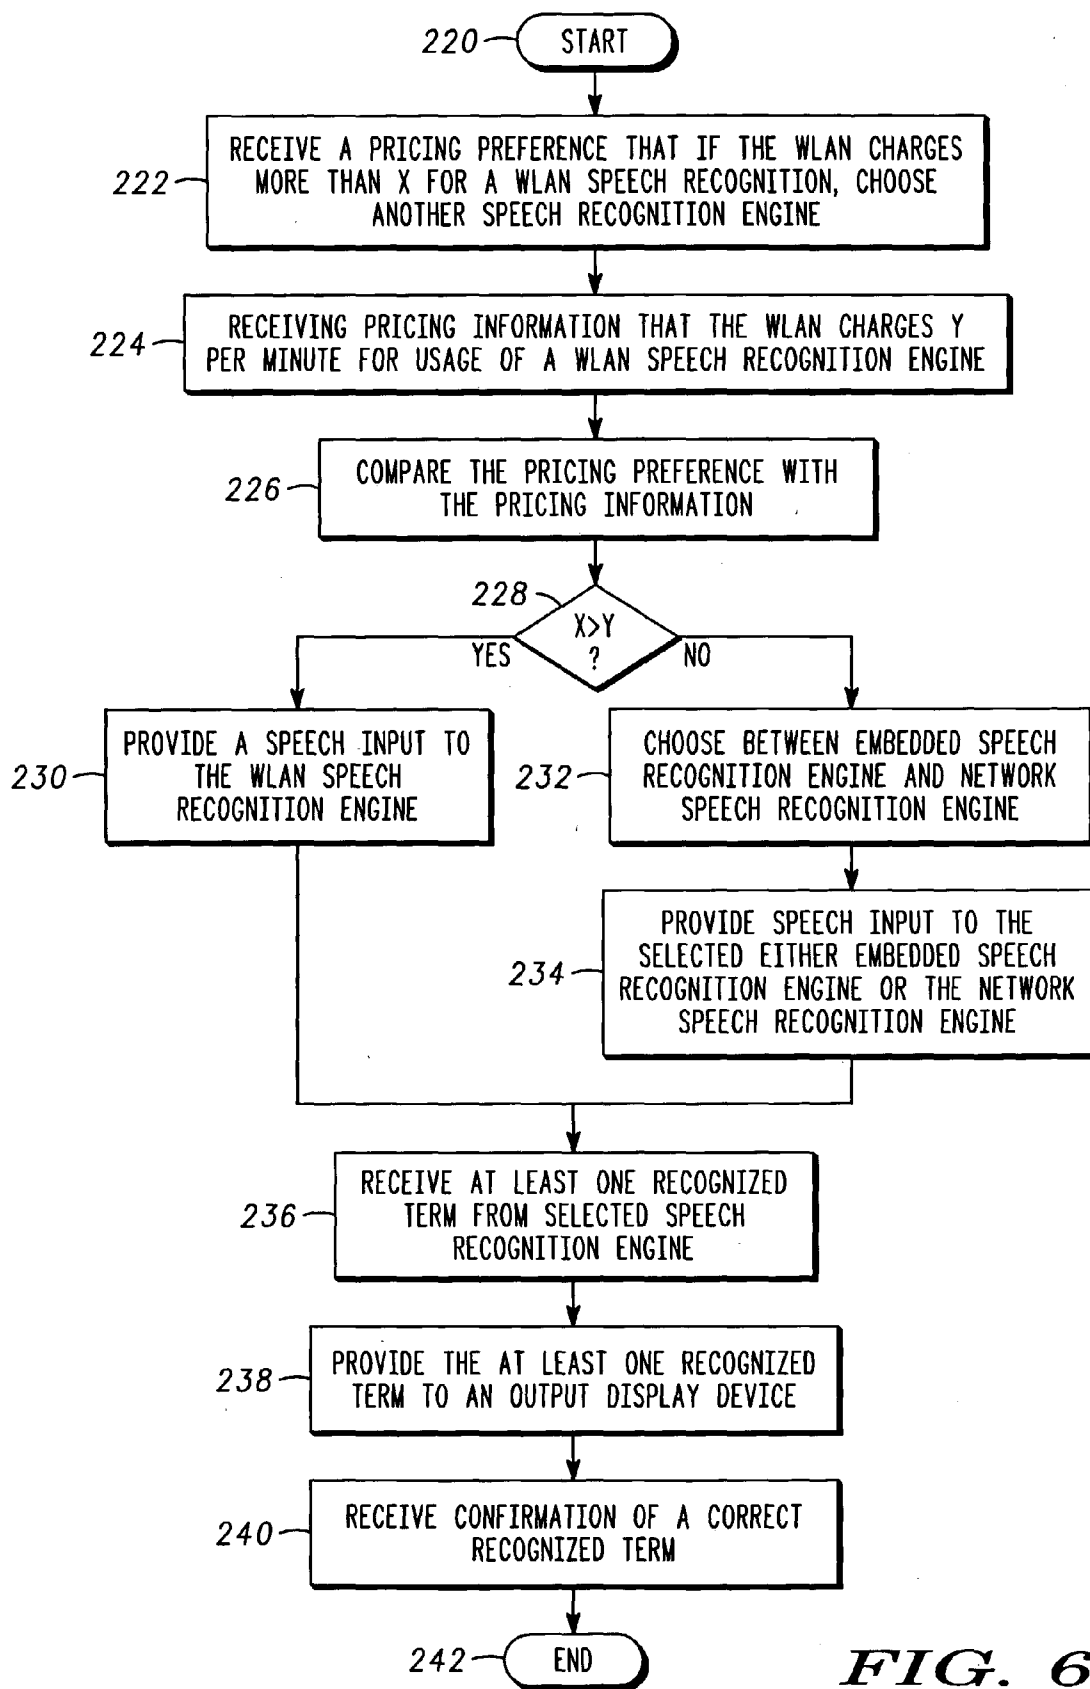 220
START
222
RECEIVE A PRICING PREFERENCE THAT IF THE WLAN CHARGES
MORE THAN X FOR A WLAN SPEECH RECOGNITION, CHOOSE
ANOTHER SPEECH RECOGNITION ENGINE
224
RECEIVING PRICING INFORMATION THAT THE WLAN CHARGES Y
PER MINUTE FOR USAGE OF A WLAN SPEECH RECOGNITION ENGINE
226
COMPARE THE PRICING PREFERENCE WITH
THE PRICING INFORMATION
228
X>Y
?
YES
NO
230
PROVIDE A SPEECH INPUT TO
THE WLAN SPEECH
RECOGNITION ENGINE
232
CHOOSE BETWEEN EMBEDDED SPEECH
RECOGNITION ENGINE AND NETWORK
SPEECH RECOGNITION ENGINE
234
PROVIDE SPEECH INPUT TO THE
SELECTED EITHER EMBEDDED SPEECH
RECOGNITION ENGINE OR THE NETWORK
SPEECH RECOGNITION ENGINE
236
RECEIVE AT LEAST ONE RECOGNIZED
TERM FROM SELECTED SPEECH
RECOGNITION ENGINE
238
PROVIDE THE AT LEAST ONE RECOGNIZED
TERM TO AN OUTPUT DISPLAY DEVICE
240
RECEIVE CONFIRMATION OF A CORRECT
RECOGNIZED TERM
242
END
FIG. 6